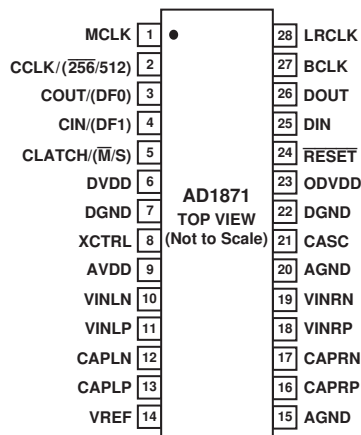 MCLK 1 28 LRCLK
CCLK/(2̅5̅6̅/512) 2 27 BCLK
COUT/(DF0) 3 26 DOUT
CIN/(DF1) 4 25 DIN
CLATCH/(M̅/S) 5 24 R̅E̅S̅E̅T̅
DVDD 6 23 ODVDD
DGND 7 AD1871 22 DGND
TOP VIEW
XCTRL 8 (Not to Scale) 21 CASC
AVDD 9 20 AGND
VINLN 10 19 VINRN
VINLP 11 18 VINRP
CAPLN 12 17 CAPRN
CAPLP 13 16 CAPRP
VREF 14 15 AGND